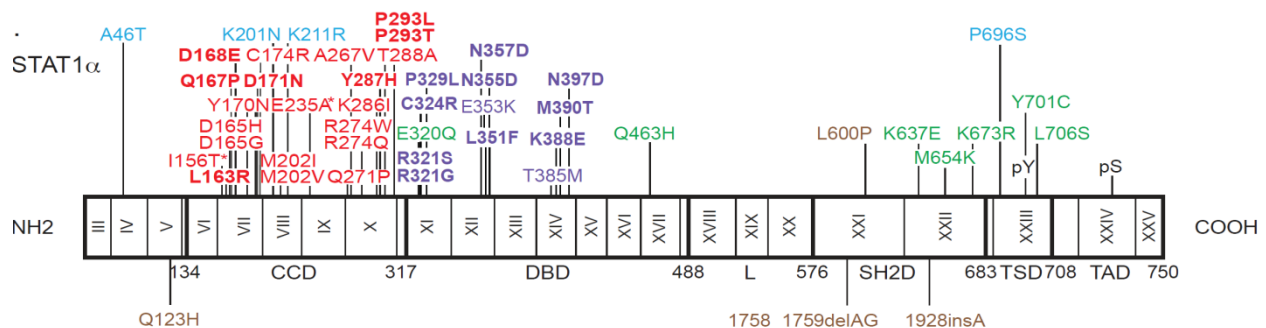 P293L
A46T K201N K211R P293T P696S
STAT1α D168E C174R A267V T288A N357D
Q167P D171N Y287H P329L N355D N397D
Y170N E235A* K286I C324R E353K M390T Y701C
D165H R274W E320Q Q463H L600P K637E K673R L706S
D165G R274Q L351F K388E
I156T* M202I R321S M654K pY pS
L163R M202V Q271P R321G T385M
NH2 III IV V VI VII VIII IX X XI XII XIII XIV XV XVI XVII XVIII XIX XX XXI XXII XXIII XXIV XXV COOH
134 CCD 317 DBD 488 L 576 SH2D 683 TSD 708 TAD 750
Q123H 1758 1759delAG 1928insA